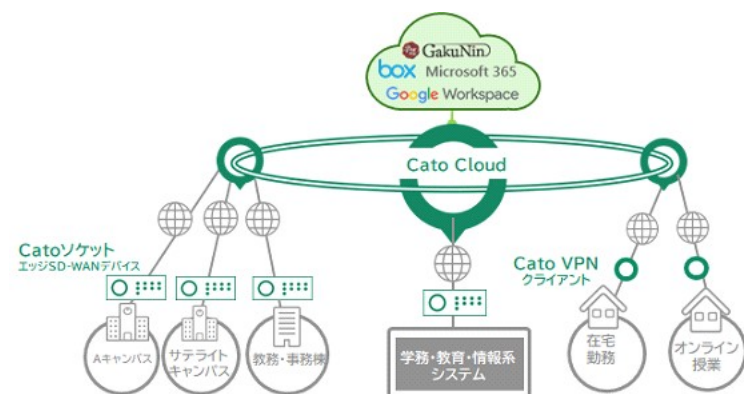 GakuNin
box Microsoft 365
Google Workspace
Cato Cloud
Catoソケット
エッジSD-WANデバイス
Cato VPN
クライアント
Aキャンパス
サテライト
キャンパス
教務・事務棟
学務・教育・情報系
システム
在宅
勤務
オンライン
授業